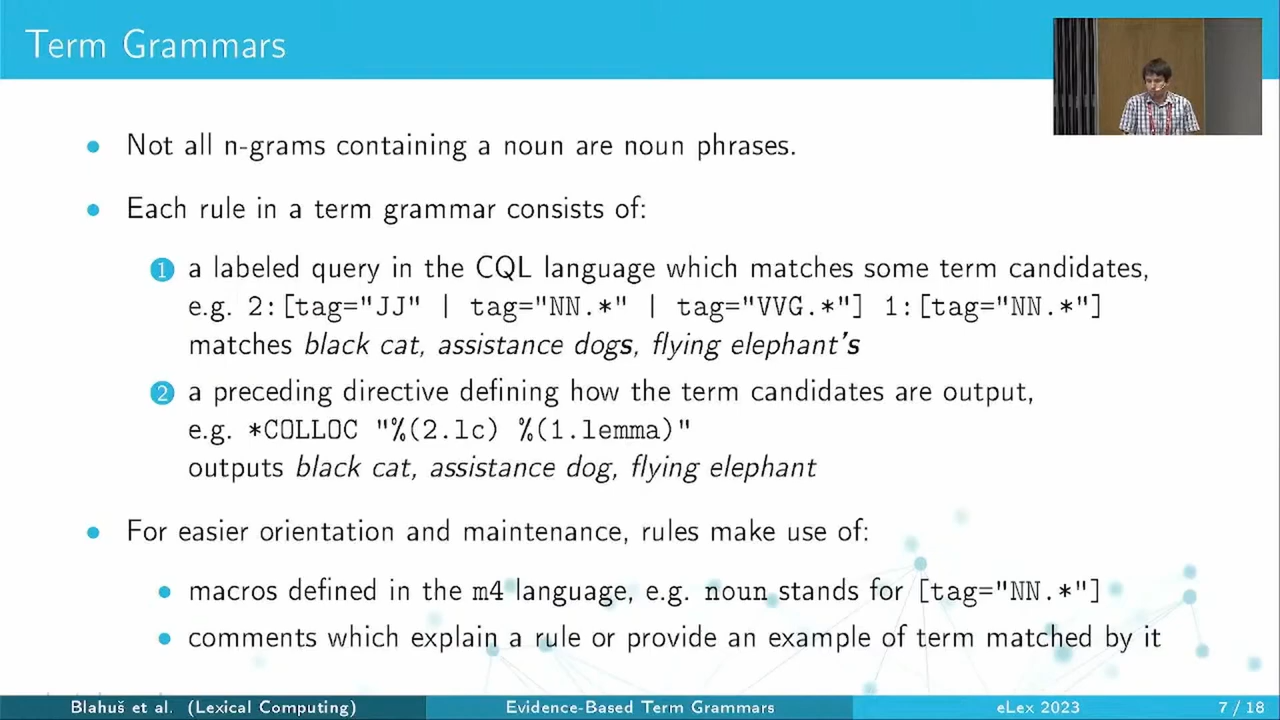 Term Grammars
• Not all n-grams containing a noun are noun phrases.
• Each rule in a term grammar consists of:
1 a labeled query in the CQL language which matches some term candidates,
e.g. 2:[tag="JJ" | tag="NN.*" | tag="VVG.*"] 1:[tag="NN.*"]
matches black cat, assistance dogs, flying elephant's
2 a preceding directive defining how the term candidates are output,
e.g. *COLLOC "%(2.lc) %(1.lemma)"
outputs black cat, assistance dog, flying elephant
• For easier orientation and maintenance, rules make use of:
• macros defined in the m4 language, e.g. noun stands for [tag="NN.*"]
• comments which explain a rule or provide an example of term matched by it
Blahuš et al. (Lexical Computing) Evidence-Based Term Grammars eLex 2023 7 / 18